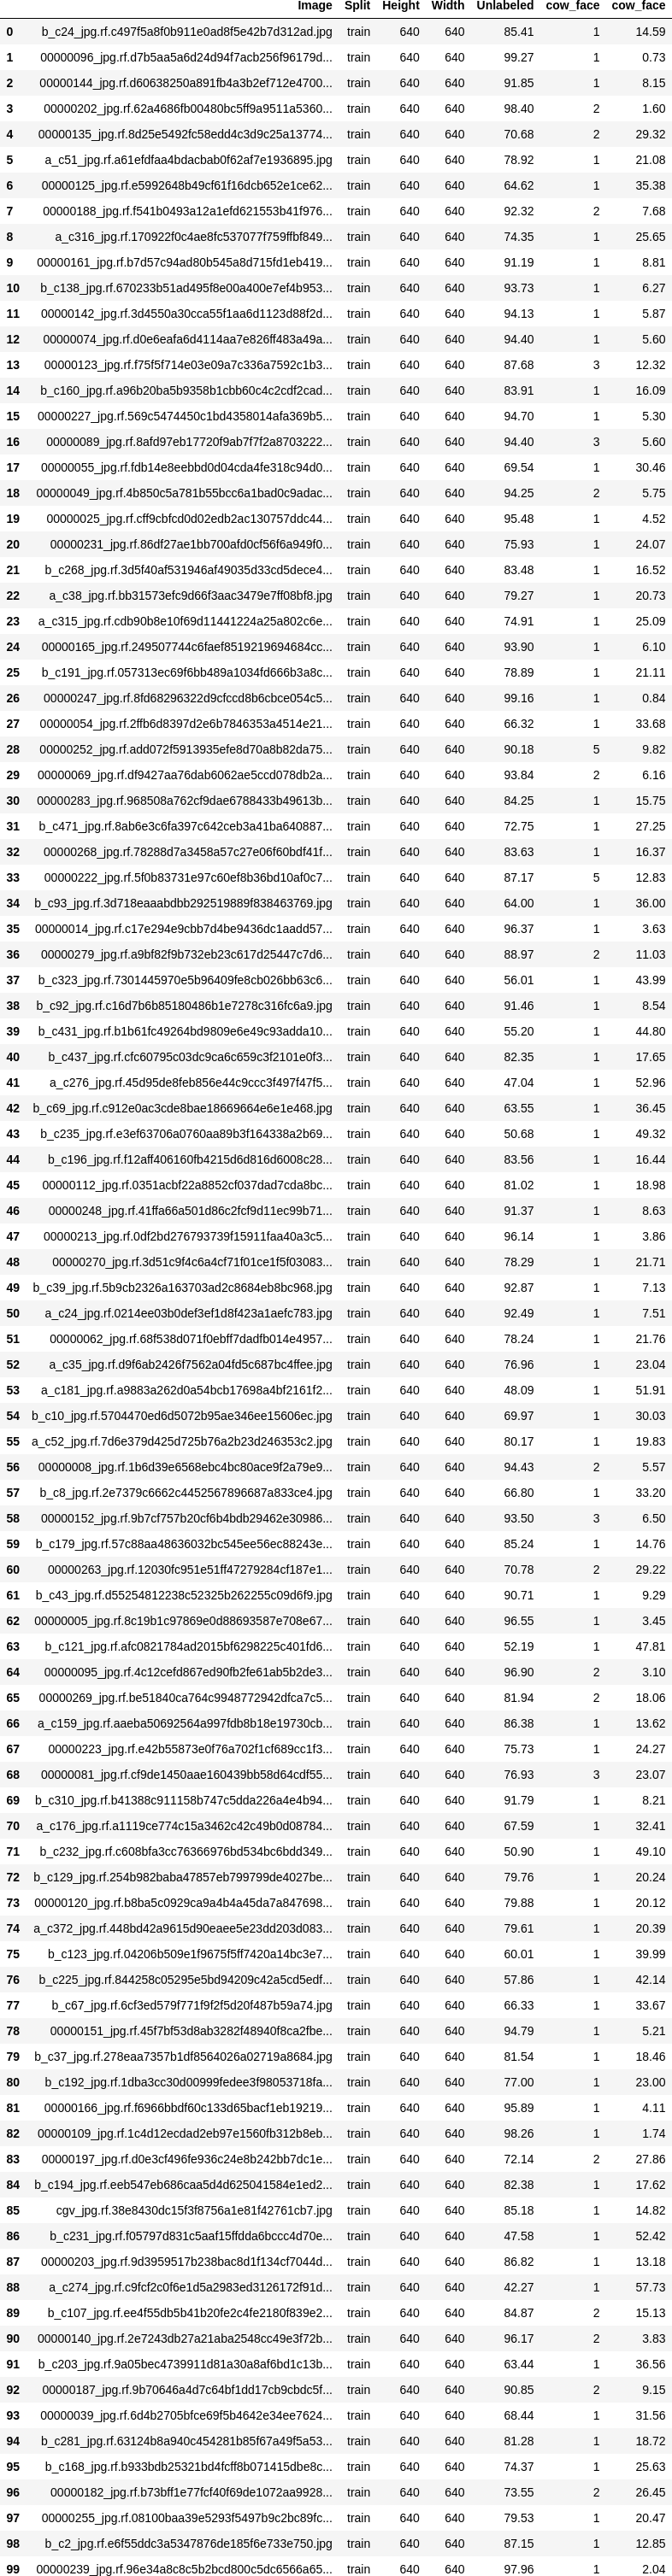 Image Split Height Width Unlabeled cow_face cow_face
0 b_c24_jpg.rf.c497f5a8f0b911e0ad8f5e42b7d312ad.jpg train 640 640 85.41 1 14.59
1 00000096_jpg.rf.d7b5aa5a6d24d94f7acb256f96179d... train 640 640 99.27 1 0.73
2 00000144_jpg.rf.d60638250a891fb4a3b2ef712e4700... train 640 640 91.85 1 8.15
3 00000202_jpg.rf.62a4686fb00480bc5ff9a9511a5360... train 640 640 98.40 2 1.60
4 00000135_jpg.rf.8d25e5492fc58edd4c3d9c25a13774... train 640 640 70.68 2 29.32
5 a_c51_jpg.rf.a61efdfaa4bdacbab0f62af7e1936895.jpg train 640 640 78.92 1 21.08
6 00000125_jpg.rf.e5992648b49cf61f16dcb652e1ce62... train 640 640 64.62 1 35.38
7 00000188_jpg.rf.f541b0493a12a1efd621553b41f976... train 640 640 92.32 2 7.68
8 a_c316_jpg.rf.170922f0c4ae8fc537077f759ffbf849... train 640 640 74.35 1 25.65
9 00000161_jpg.rf.b7d57c94ad80b545a8d715fd1eb419... train 640 640 91.19 1 8.81
10 b_c138_jpg.rf.670233b51ad495f8e00a400e7ef4b953... train 640 640 93.73 1 6.27
11 00000142_jpg.rf.3d4550a30cca55f1aa6d1123d88f2d... train 640 640 94.13 1 5.87
12 00000074_jpg.rf.d0e6eafa6d4114aa7e826ff483a49a... train 640 640 94.40 1 5.60
13 00000123_jpg.rf.f75f5f714e03e09a7c336a7592c1b3... train 640 640 87.68 3 12.32
14 b_c160_jpg.rf.a96b20ba5b9358b1cbb60c4c2cdf2cad... train 640 640 83.91 1 16.09
15 00000227_jpg.rf.569c5474450c1bd4358014afa369b5... train 640 640 94.70 1 5.30
16 00000089_jpg.rf.8afd97eb17720f9ab7f7f2a8703222... train 640 640 94.40 3 5.60
17 00000055_jpg.rf.fdb14e8eebbd0d04cda4fe318c94d0... train 640 640 69.54 1 30.46
18 00000049_jpg.rf.4b850c5a781b55bcc6a1bad0c9adac... train 640 640 94.25 2 5.75
19 00000025_jpg.rf.cff9cbfcd0d02edb2ac130757ddc44... train 640 640 95.48 1 4.52
20 00000231_jpg.rf.86df27ae1bb700afd0cf56f6a949f0... train 640 640 75.93 1 24.07
21 b_c268_jpg.rf.3d5f40af531946af49035d33cd5dece4... train 640 640 83.48 1 16.52
22 a_c38_jpg.rf.bb31573efc9d66f3aac3479e7ff08bf8.jpg train 640 640 79.27 1 20.73
23 a_c315_jpg.rf.cdb90b8e10f69d11441224a25a802c6e... train 640 640 74.91 1 25.09
24 00000165_jpg.rf.249507744c6faef8519219694684cc... train 640 640 93.90 1 6.10
25 b_c191_jpg.rf.057313ec69f6bb489a1034fd666b3a8c... train 640 640 78.89 1 21.11
26 00000247_jpg.rf.8fd68296322d9cfccd8b6cbce054c5... train 640 640 99.16 1 0.84
27 00000054_jpg.rf.2ffb6d8397d2e6b7846353a4514e21... train 640 640 66.32 1 33.68
28 00000252_jpg.rf.add072f5913935efe8d70a8b82da75... train 640 640 90.18 5 9.82
29 00000069_jpg.rf.df9427aa76dab6062ae5ccd078db2a... train 640 640 93.84 2 6.16
30 00000283_jpg.rf.968508a762cf9dae6788433b49613b... train 640 640 84.25 1 15.75
31 b_c471_jpg.rf.8ab6e3c6fa397c642ceb3a41ba640887... train 640 640 72.75 1 27.25
32 00000268_jpg.rf.78288d7a3458a57c27e06f60bdf41f... train 640 640 83.63 1 16.37
33 00000222_jpg.rf.5f0b83731e97c60ef8b36bd10af0c7... train 640 640 87.17 5 12.83
34 b_c93_jpg.rf.3d718eaaabdbb292519889f838463769.jpg train 640 640 64.00 1 36.00
35 00000014_jpg.rf.c17e294e9cbb7d4be9436dc1aadd57... train 640 640 96.37 1 3.63
36 00000279_jpg.rf.a9bf82f9b732eb23c617d25447c7d6... train 640 640 88.97 2 11.03
37 b_c323_jpg.rf.7301445970e5b96409fe8cb026bb63c6... train 640 640 56.01 1 43.99
38 b_c92_jpg.rf.c16d7b6b85180486b1e7278c316fc6a9.jpg train 640 640 91.46 1 8.54
39 b_c431_jpg.rf.b1b61fc49264bd9809e6e49c93adda10... train 640 640 55.20 1 44.80
40 b_c437_jpg.rf.cfc60795c03dc9ca6c659c3f2101e0f3... train 640 640 82.35 1 17.65
41 a_c276_jpg.rf.45d95de8feb856e44c9ccc3f497f47f5... train 640 640 47.04 1 52.96
42 b_c69_jpg.rf.c912e0ac3cde8bae18669664e6e1e468.jpg train 640 640 63.55 1 36.45
43 b_c235_jpg.rf.e3ef63706a0760aa89b3f164338a2b69... train 640 640 50.68 1 49.32
44 b_c196_jpg.rf.f12aff406160fb4215d6d816d6008c28... train 640 640 83.56 1 16.44
45 00000112_jpg.rf.0351acbf22a8852cf037dad7cda8bc... train 640 640 81.02 1 18.98
46 00000248_jpg.rf.41ffa66a501d86c2fcf9d11ec99b71... train 640 640 91.37 1 8.63
47 00000213_jpg.rf.0df2bd276793739f15911faa40a3c5... train 640 640 96.14 1 3.86
48 00000270_jpg.rf.3d51c9f4c6a4cf71f01ce1f5f03083... train 640 640 78.29 1 21.71
49 b_c39_jpg.rf.5b9cb2326a163703ad2c8684eb8bc968.jpg train 640 640 92.87 1 7.13
50 a_c24_jpg.rf.0214ee03b0def3ef1d8f423a1aefc783.jpg train 640 640 92.49 1 7.51
51 00000062_jpg.rf.68f538d071f0ebff7dadfb014e4957... train 640 640 78.24 1 21.76
52 a_c35_jpg.rf.d9f6ab2426f7562a04fd5c687bc4ffee.jpg train 640 640 76.96 1 23.04
53 a_c181_jpg.rf.a9883a262d0a54bcb17698a4bf2161f2... train 640 640 48.09 1 51.91
54 b_c10_jpg.rf.5704470ed6d5072b95ae346ee15606ec.jpg train 640 640 69.97 1 30.03
55 a_c52_jpg.rf.7d6e379d425d725b76a2b23d246353c2.jpg train 640 640 80.17 1 19.83
56 00000008_jpg.rf.1b6d39e6568ebc4bc80ace9f2a79e9... train 640 640 94.43 2 5.57
57 b_c8_jpg.rf.2e7379c6662c4452567896687a833ce4.jpg train 640 640 66.80 1 33.20
58 00000152_jpg.rf.9b7cf757b20cf6b4bdb29462e30986... train 640 640 93.50 3 6.50
59 b_c179_jpg.rf.57c88aa48636032bc545ee56ec88243e... train 640 640 85.24 1 14.76
60 00000263_jpg.rf.12030fc951e51ff47279284cf187e1... train 640 640 70.78 2 29.22
61 b_c43_jpg.rf.d55254812238c52325b262255c09d6f9.jpg train 640 640 90.71 1 9.29
62 00000005_jpg.rf.8c19b1c97869e0d88693587e708e67... train 640 640 96.55 1 3.45
63 b_c121_jpg.rf.afc0821784ad2015bf6298225c401fd6... train 640 640 52.19 1 47.81
64 00000095_jpg.rf.4c12cefd867ed90fb2fe61ab5b2de3... train 640 640 96.90 2 3.10
65 00000269_jpg.rf.be51840ca764c9948772942dfca7c5... train 640 640 81.94 2 18.06
66 a_c159_jpg.rf.aaeba50692564a997fdb8b18e19730cb... train 640 640 86.38 1 13.62
67 00000223_jpg.rf.e42b55873e0f76a702f1cf689cc1f3... train 640 640 75.73 1 24.27
68 00000081_jpg.rf.cf9de1450aae160439bb58d64cdf55... train 640 640 76.93 3 23.07
69 b_c310_jpg.rf.b41388c911158b747c5dda226a4e4b94... train 640 640 91.79 1 8.21
70 a_c176_jpg.rf.a1119ce774c15a3462c42c49b0d08784... train 640 640 67.59 1 32.41
71 b_c232_jpg.rf.c608bfa3cc76366976bd534bc6bdd349... train 640 640 50.90 1 49.10
72 b_c129_jpg.rf.254b982baba47857eb799799de4027be... train 640 640 79.76 1 20.24
73 00000120_jpg.rf.b8ba5c0929ca9a4b4a45da7a847698... train 640 640 79.88 1 20.12
74 a_c372_jpg.rf.448bd42a9615d90eaee5e23dd203d083... train 640 640 79.61 1 20.39
75 b_c123_jpg.rf.04206b509e1f9675f5ff7420a14bc3e7... train 640 640 60.01 1 39.99
76 b_c225_jpg.rf.844258c05295e5bd94209c42a5cd5edf... train 640 640 57.86 1 42.14
77 b_c67_jpg.rf.6cf3ed579f771f9f2f5d20f487b59a74.jpg train 640 640 66.33 1 33.67
78 00000151_jpg.rf.45f7bf53d8ab3282f48940f8ca2fbe... train 640 640 94.79 1 5.21
79 b_c37_jpg.rf.278eaa7357b1df8564026a02719a8684.jpg train 640 640 81.54 1 18.46
80 b_c192_jpg.rf.1dba3cc30d00999fedee3f98053718fa... train 640 640 77.00 1 23.00
81 00000166_jpg.rf.f6966bbdf60c133d65bacf1eb19219... train 640 640 95.89 1 4.11
82 00000109_jpg.rf.1c4d12ecdad2eb97e1560fb312b8eb... train 640 640 98.26 1 1.74
83 00000197_jpg.rf.d0e3cf496fe936c24e8b242bb7dc1e... train 640 640 72.14 2 27.86
84 b_c194_jpg.rf.eeb547eb686caa5d4d625041584e1ed2... train 640 640 82.38 1 17.62
85 cgv_jpg.rf.38e8430dc15f3f8756a1e81f42761cb7.jpg train 640 640 85.18 1 14.82
86 b_c231_jpg.rf.f05797d831c5aaf15ffdda6bccc4d70e... train 640 640 47.58 1 52.42
87 00000203_jpg.rf.9d3959517b238bac8d1f134cf7044d... train 640 640 86.82 1 13.18
88 a_c274_jpg.rf.c9fcf2c0f6e1d5a2983ed3126172f91d... train 640 640 42.27 1 57.73
89 b_c107_jpg.rf.ee4f55db5b41b20fe2c4fe2180f839e2... train 640 640 84.87 2 15.13
90 00000140_jpg.rf.2e7243db27a21aba2548cc49e3f72b... train 640 640 96.17 2 3.83
91 b_c203_jpg.rf.9a05bec4739911d81a30a8af6bd1c13b... train 640 640 63.44 1 36.56
92 00000187_jpg.rf.9b70646a4d7c64bf1dd17cb9cbdc5f... train 640 640 90.85 2 9.15
93 00000039_jpg.rf.6d4b2705bfce69f5b4642e34ee7624... train 640 640 68.44 1 31.56
94 b_c281_jpg.rf.63124b8a940c454281b85f67a49f5a53... train 640 640 81.28 1 18.72
95 b_c168_jpg.rf.b933bdb25321bd4fcff8b071415dbe8c... train 640 640 74.37 1 25.63
96 00000182_jpg.rf.b73bff1e77fcf40f69de1072aa9928... train 640 640 73.55 2 26.45
97 00000255_jpg.rf.08100baa39e5293f5497b9c2bc89fc... train 640 640 79.53 1 20.47
98 b_c2_jpg.rf.e6f55ddc3a5347876de185f6e733e750.jpg train 640 640 87.15 1 12.85
99 00000239_jpg.rf.96e34a8c8c5b2bcd800c5dc6566a65... train 640 640 97.96 1 2.04